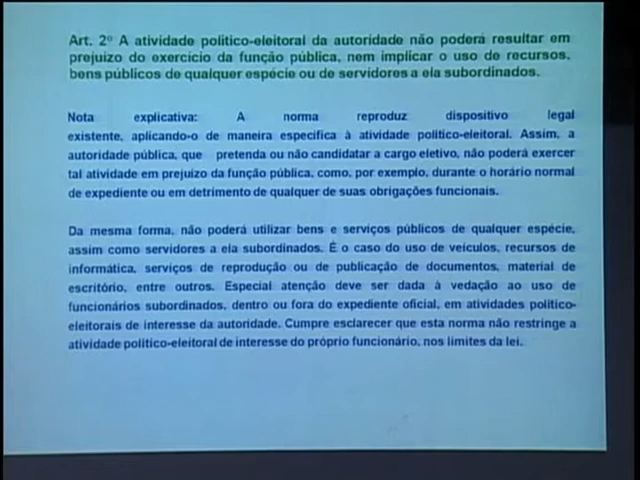 Art. 2º A atividade político-eleitoral da autoridade não poderá resultar em
prejuízo do exercício da função pública, nem implicar o uso de recursos,
bens públicos de qualquer espécie ou de servidores a ela subordinados.
Nota explicativa: A norma reproduz dispositivo legal
existente, aplicando-o de maneira específica à atividade político-eleitoral. Assim, a
autoridade pública, que pretenda ou não candidatar a cargo eletivo, não poderá exercer
tal atividade em prejuízo da função pública, como, por exemplo, durante o horário normal
de expediente ou em detrimento de qualquer de suas obrigações funcionais.
Da mesma forma, não poderá utilizar bens e serviços públicos de qualquer espécie,
assim como servidores a ela subordinados. É o caso do uso de veículos, recursos de
informática, serviços de reprodução ou de publicação de documentos, material de
escritório, entre outros. Especial atenção deve ser dada à vedação ao uso de
funcionários subordinados, dentro ou fora do expediente oficial, em atividades político-
eleitorais de interesse da autoridade. Cumpre esclarecer que esta norma não restringe a
atividade político-eleitoral de interesse do próprio funcionário, nos limites da lei.